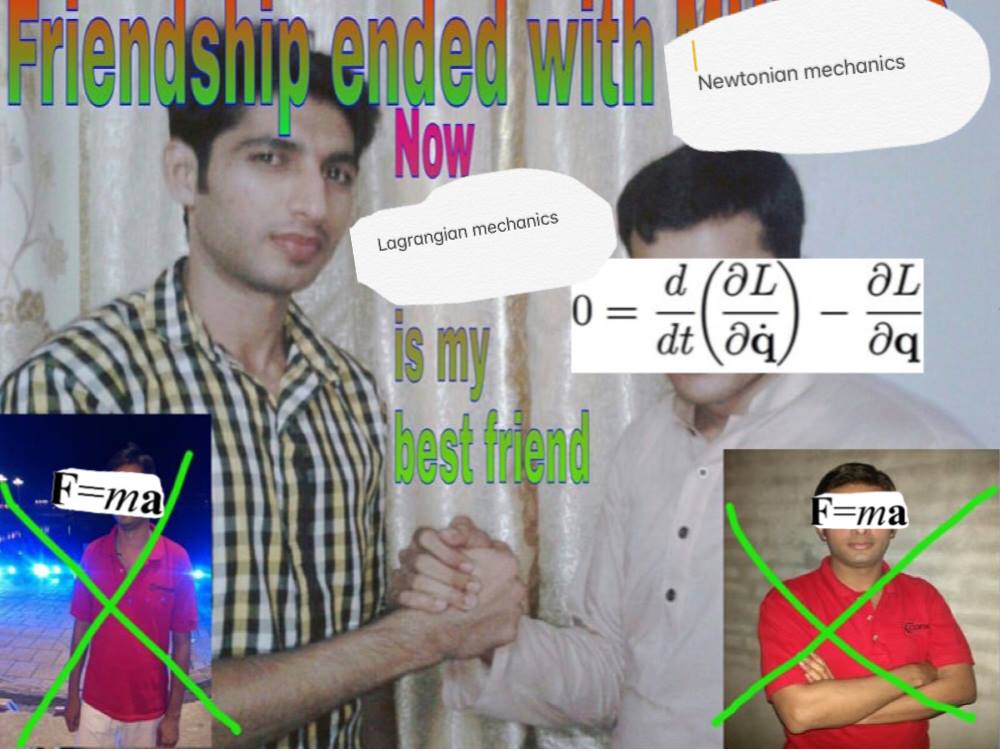 Friendship ended with
Newtonian mechanics
Now
Lagrangian mechanics
0 = d/dt(∂L/∂q̇) − ∂L/∂q
is my
best friend
F=ma
F=ma